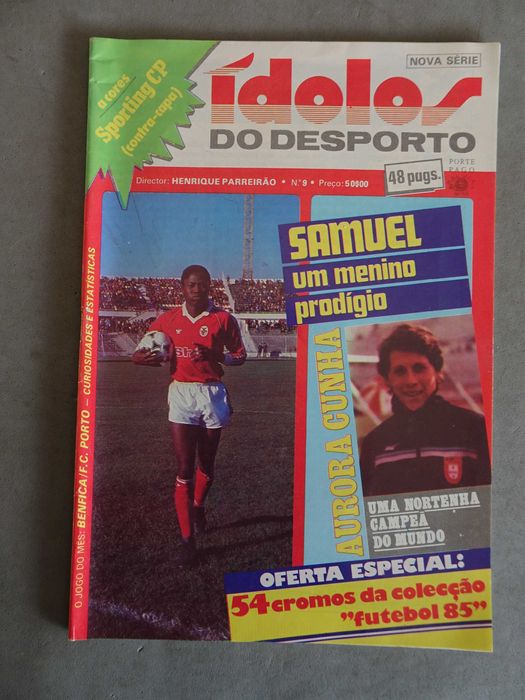 a cores
Sporting CP
(contra-capa)
NOVA SÉRIE
ídolos
DO DESPORTO
48 pags.
PORTE
PAGO
Director: HENRIQUE PARREIRÃO • N.º 9 • Preço: 50$00
SAMUEL
um menino
prodígio
AURORA CUNHA
UMA NORTENHA
CAMPEÃ
DO MUNDO
O JOGO DO MÊS: BENFICA/F.C. PORTO — CURIOSIDADES E ESTATÍSTICAS
OFERTA ESPECIAL:
54 cromos da colecção
"futebol 85"